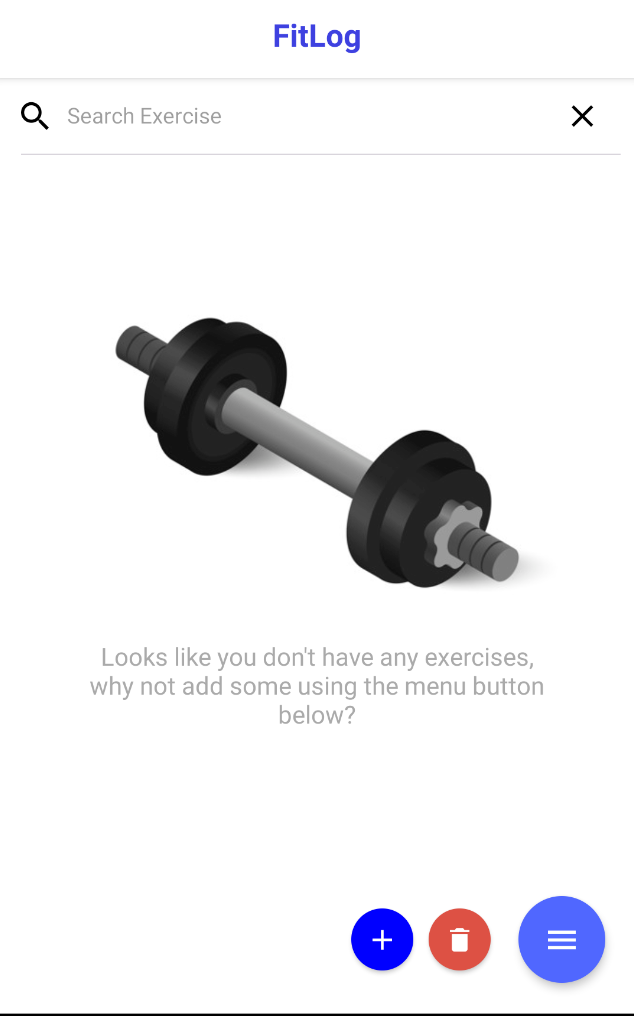 FitLog
Search Exercise
Looks like you don't have any exercises,
why not add some using the menu button
below?